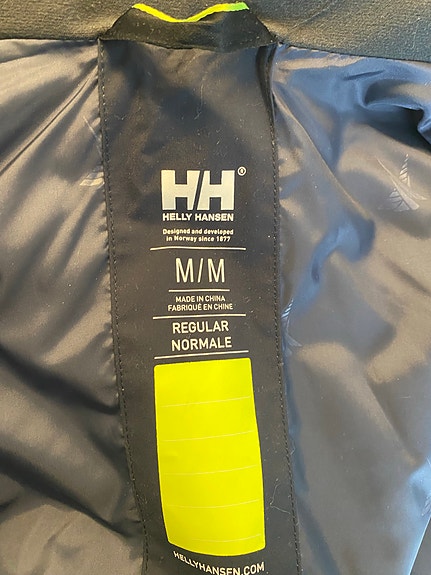 HH®
HELLY HANSEN
Designed and developed
in Norway since 1877
M/M
MADE IN CHINA
FABRIQUÉ EN CHINE
REGULAR
NORMALE
HELLYHANSEN.COM